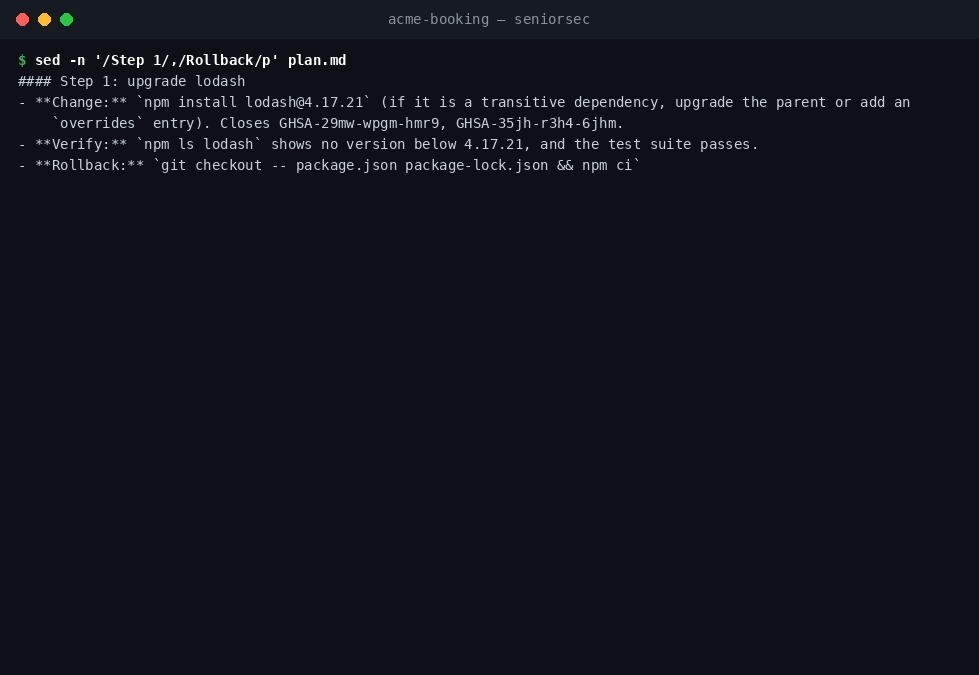 acme-booking — seniorsec
$ sed -n '/Step 1/,/Rollback/p' plan.md
#### Step 1: upgrade lodash
- **Change:** `npm install lodash@4.17.21` (if it is a transitive dependency, upgrade the parent or add an
`overrides` entry). Closes GHSA-29mw-wpgm-hmr9, GHSA-35jh-r3h4-6jhm.
- **Verify:** `npm ls lodash` shows no version below 4.17.21, and the test suite passes.
- **Rollback:** `git checkout -- package.json package-lock.json && npm ci`